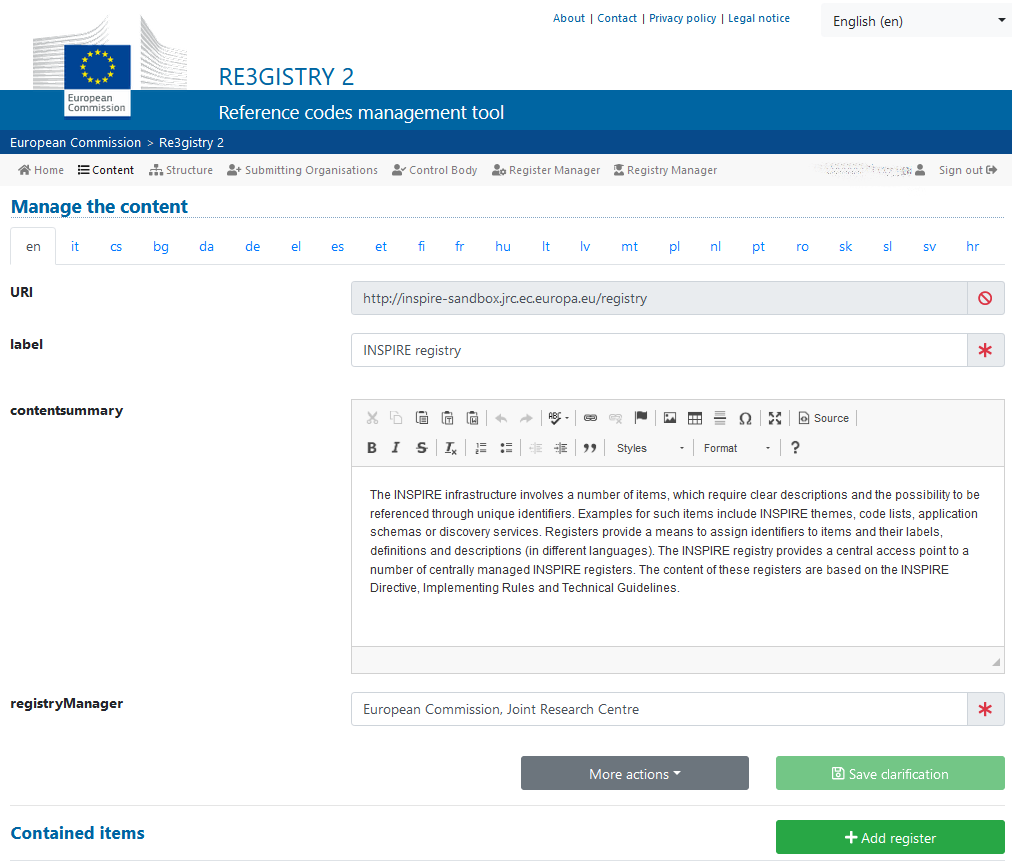 About | Contact | Privacy policy | Legal notice
English (en)
European
Commission
RE3GISTRY 2
Reference codes management tool
European Commission > Re3gistry 2
Home Content Structure Submitting Organisations Control Body Register Manager Registry Manager Sign out
Manage the content
en it cs bg da de el es et fi fr hu lt lv mt pl nl pt ro sk sl sv hr
URI
http://inspire-sandbox.jrc.ec.europa.eu/registry
label
INSPIRE registry
contentsummary
ABC Ω Source
B I S Ix Styles Format ?
The INSPIRE infrastructure involves a number of items, which require clear descriptions and the possibility to be
referenced through unique identifiers. Examples for such items include INSPIRE themes, code lists, application
schemas or discovery services. Registers provide a means to assign identifiers to items and their labels,
definitions and descriptions (in different languages). The INSPIRE registry provides a central access point to a
number of centrally managed INSPIRE registers. The content of these registers are based on the INSPIRE
Directive, Implementing Rules and Technical Guidelines.
registryManager
European Commission, Joint Research Centre
More actions
Save clarification
Contained items
Add register